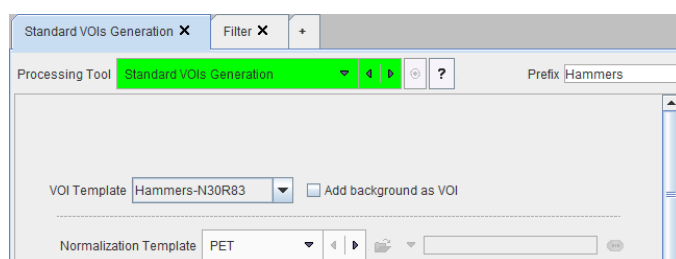 Standard VOIs Generation X Filter X +
Processing Tool Standard VOIs Generation ? Prefix Hammers
VOI Template Hammers-N30R83 Add background as VOI
Normalization Template PET